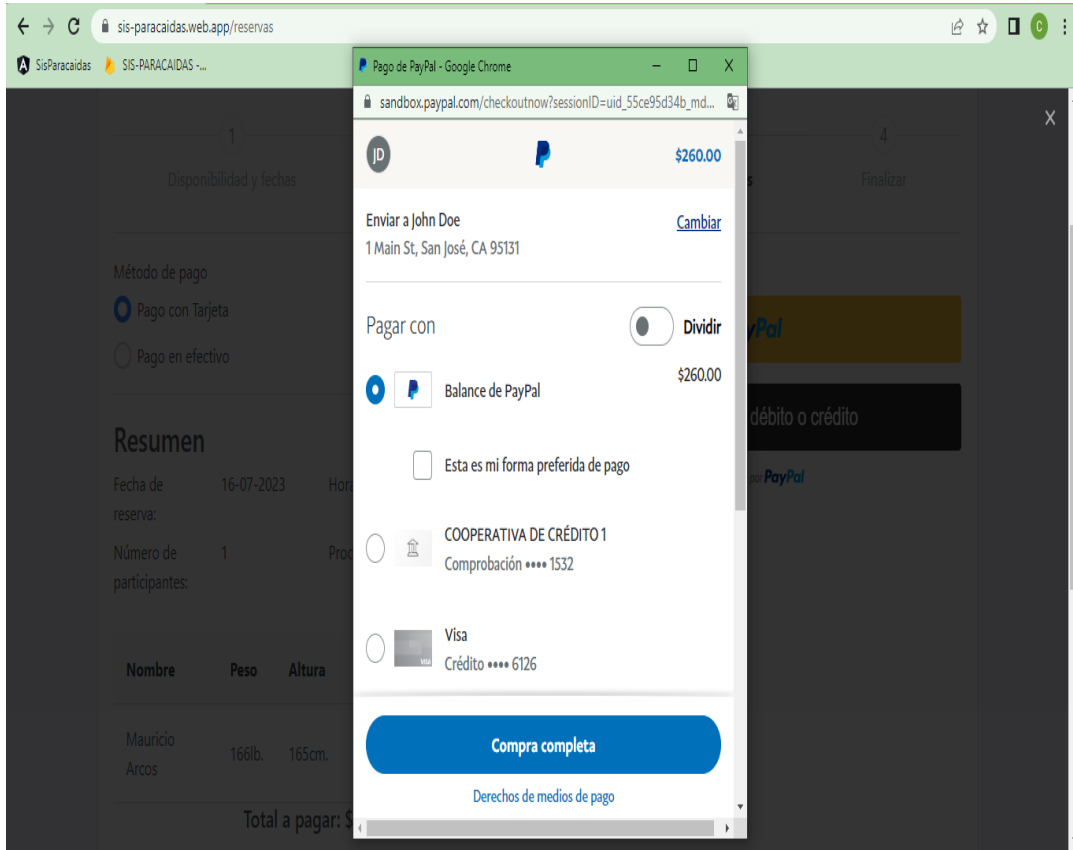 sis-paracaidas.web.app/reservas
C
SisParacaidas
SIS-PARACAIDAS -...
Pago de PayPal - Google Chrome
sandbox.paypal.com/checkoutnow?sessionID=uid_55ce95d34b_md...
JD
$260.00
Enviar a John Doe
Cambiar
1 Main St, San José, CA 95131
Pagar con
Dividir
Balance de PayPal
$260.00
Esta es mi forma preferida de pago
COOPERATIVA DE CRÉDITO 1
Comprobación •••• 1532
VISA
Visa
Crédito •••• 6126
Compra completa
Derechos de medios de pago
X
1
Disponibilidad y fechas
4
Finalizar
Método de pago
Pago con Tarjeta
Pago en efectivo
débito o crédito
por PayPal
Resumen
Fecha de reserva:
16-07-2023
Número de participantes:
1
Nombre Peso Altura
Mauricio Arcos
166lb. 165cm.
Total a pagar: $